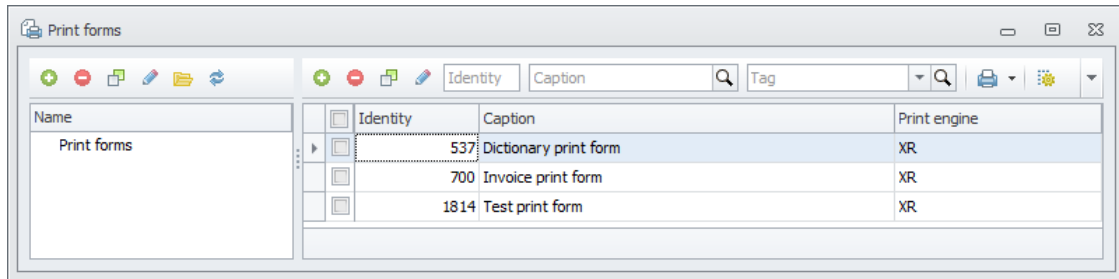 Print forms
Identity Caption Tag
Name
Print forms
Identity Caption Print engine
537 Dictionary print form XR
700 Invoice print form XR
1814 Test print form XR